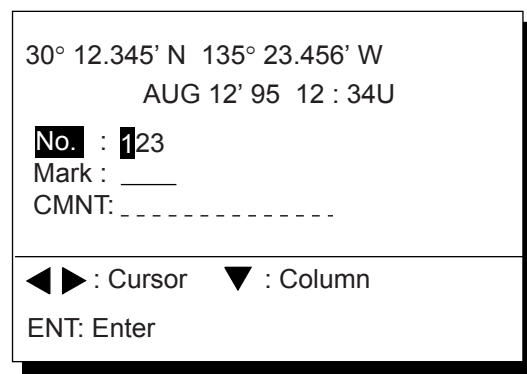 30° 12.345’ N 135° 23.456’ W
AUG 12’ 95 12 : 34U
No. : 123
Mark : ____
CMNT: _ _ _ _ _ _ _ _ _ _ _ _ _ _
◀ ▶ : Cursor ▼ : Column
ENT: Enter